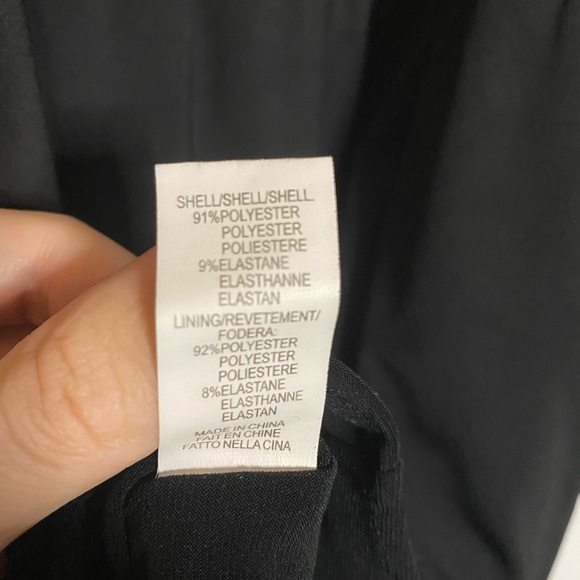 SHELL/SHELL/SHELL
91%POLYESTER
POLYESTER
POLIESTERE
9%ELASTANE
ELASTHANNE
ELASTAN
LINING/REVETEMENT/
FODERA:
92%POLYESTER
POLYESTER
POLIESTERE
8%ELASTANE
ELASTHANNE
ELASTAN
MADE IN CHINA
FAIT EN CHINE
FATTO NELLA CINA